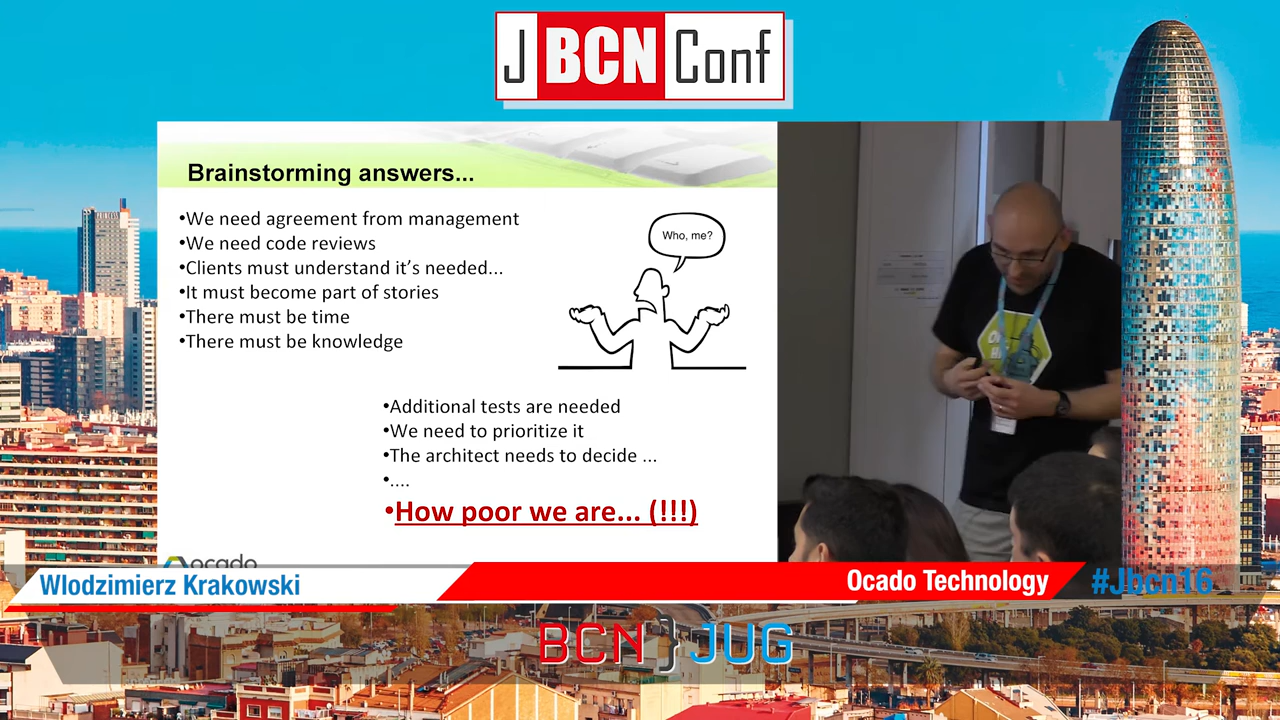 J BCN Conf
Brainstorming answers...
•We need agreement from management
•We need code reviews
•Clients must understand it's needed...
•It must become part of stories
•There must be time
•There must be knowledge
Who, me?
•Additional tests are needed
•We need to prioritize it
•The architect needs to decide ...
•....
•How poor we are... (!!!)
ocado
Wlodzimierz Krakowski
Ocado Technology
#Jbcn16
BCN}JUG